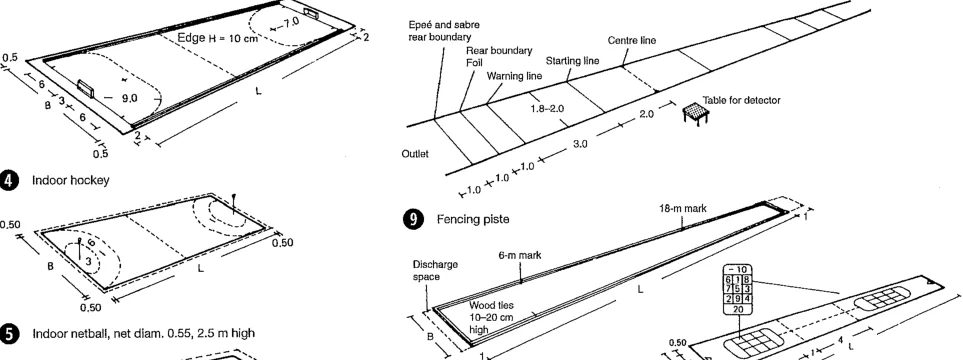 7.0
Edge H = 10 cm
2
0.5
6
B
3
6
9.0
L
2
0.5
4 Indoor hockey
0.50
6
3
B
L
0.50
0.50
5 Indoor netball, net diam. 0.55, 2.5 m high
Epeé and sabre
rear boundary
Rear boundary
Foil
Warning line
Starting line
Centre line
1.8–2.0
Table for detector
2.0
3.0
Outlet
1.0
1.0
1.0
9 Fencing piste
18-m mark
1
6-m mark
Discharge
space
L
Wood ties
10–20 cm
high
B
1
– 10
6 1 8
7 5 3
2 9 4
20
0.50
4
L
1